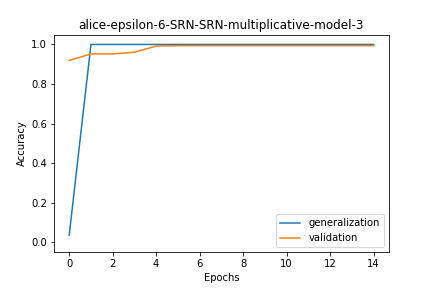 alice-epsilon-6-SRN-SRN-multiplicative-model-3
1.0
0.8
0.6
0.4
0.2
0.0
Accuracy
0 2 4 6 8 10 12 14
Epochs
generalization
validation